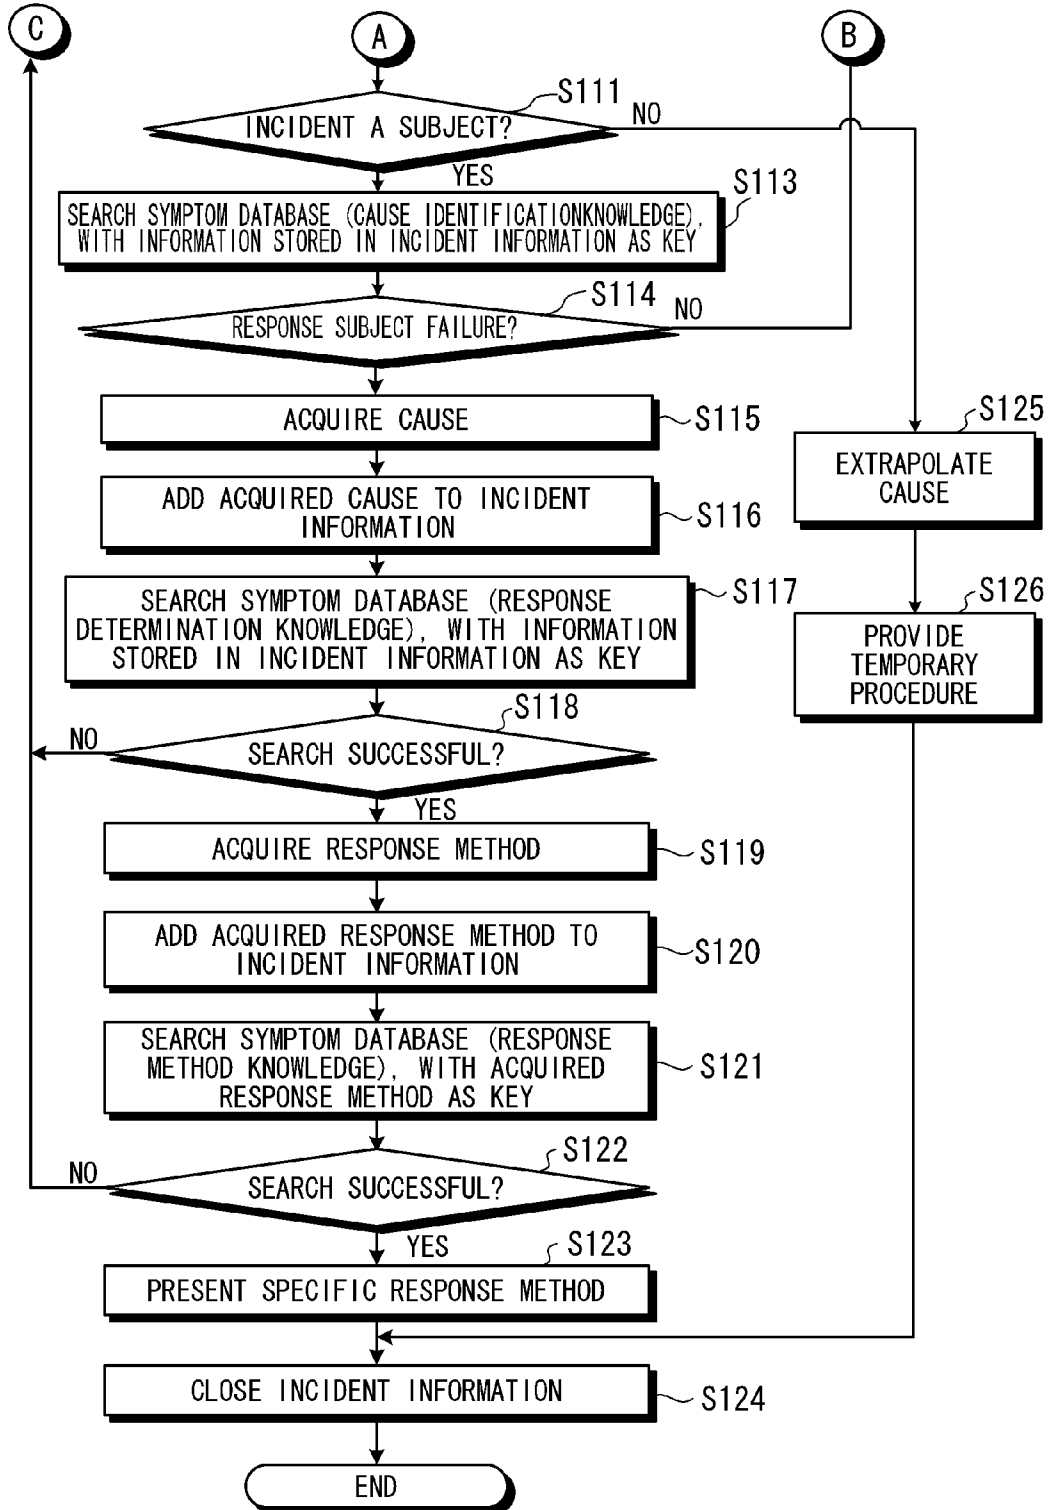 C
A
B
S111
INCIDENT A SUBJECT?
NO
YES
S113
SEARCH SYMPTOM DATABASE (CAUSE IDENTIFICATIONKNOWLEDGE),
WITH INFORMATION STORED IN INCIDENT INFORMATION AS KEY
S114
RESPONSE SUBJECT FAILURE?
NO
ACQUIRE CAUSE
S115
S125
EXTRAPOLATE
CAUSE
ADD ACQUIRED CAUSE TO INCIDENT
INFORMATION
S116
SEARCH SYMPTOM DATABASE (RESPONSE
DETERMINATION KNOWLEDGE), WITH INFORMATION
STORED IN INCIDENT INFORMATION AS KEY
S117
S126
PROVIDE
TEMPORARY
PROCEDURE
S118
NO
SEARCH SUCCESSFUL?
YES
ACQUIRE RESPONSE METHOD
S119
ADD ACQUIRED RESPONSE METHOD TO
INCIDENT INFORMATION
S120
SEARCH SYMPTOM DATABASE (RESPONSE
METHOD KNOWLEDGE), WITH ACQUIRED
RESPONSE METHOD AS KEY
S121
S122
NO
SEARCH SUCCESSFUL?
YES
S123
PRESENT SPECIFIC RESPONSE METHOD
CLOSE INCIDENT INFORMATION
S124
END